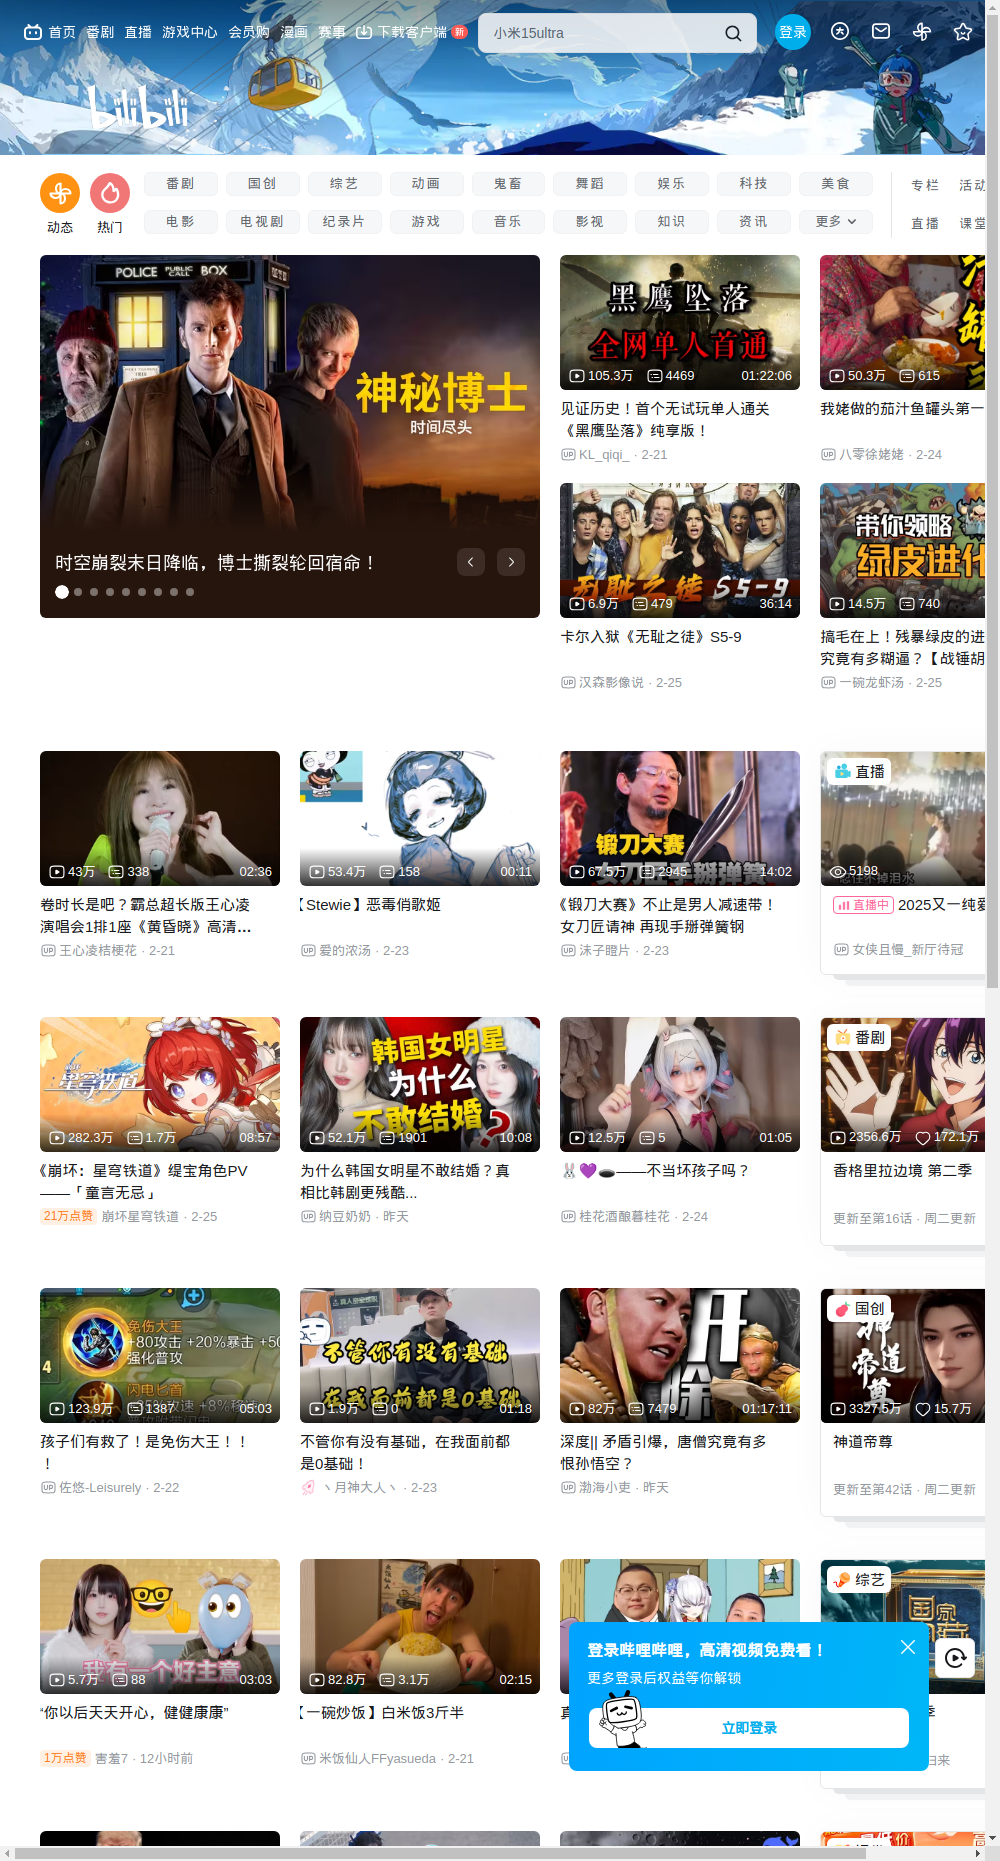 首页 番剧 直播 游戏中心 会员购 漫画 赛事 下载客户端 新
小米15ultra
登录
bilibili
动态 热门
番剧 国创 综艺 动画 鬼畜 舞蹈 娱乐 科技 美食
电影 电视剧 纪录片 游戏 音乐 影视 知识 资讯 更多
专栏 活动
直播 课堂
POLICE PUBLIC CALL BOX
神秘博士
时间尽头
时空崩裂末日降临，博士撕裂轮回宿命！
黑鹰坠落
全网单人首通
105.3万 4469 01:22:06
见证历史！首个无试玩单人通关
《黑鹰坠落》纯享版！
KL_qiqi_ · 2-21
50.3万 615
我姥做的茄汁鱼罐头第一
八零徐姥姥 · 2-24
无耻之徒 S5-9
6.9万 479 36:14
卡尔入狱《无耻之徒》S5-9
汉森影像说 · 2-25
带你领略
绿皮进化
14.5万 740
搞毛在上！残暴绿皮的进
究竟有多糊逼？【战锤胡
一碗龙虾汤 · 2-25
43万 338 02:36
卷时长是吧？霸总超长版王心凌
演唱会1排1座《黄昏晓》高清...
王心凌桔梗花 · 2-21
53.4万 158 00:11
【Stewie】恶毒俏歌姬
爱的浓汤 · 2-23
锻刀大赛
女刀匠手掰弹簧
67.5万 2945 14:02
《锻刀大赛》不止是男人减速带！
女刀匠请神 再现手掰弹簧钢
沫子瞪片 · 2-23
直播
5198
直播中 2025又一纯爱
女侠且慢_新厅待冠
星穹铁道
282.3万 1.7万 08:57
《崩坏：星穹铁道》缇宝角色PV
——「童言无忌」
21万点赞 崩坏星穹铁道 · 2-25
韩国女明星
为什么
不敢结婚？
52.1万 1901 10:08
为什么韩国女明星不敢结婚？真
相比韩剧更残酷...
纳豆奶奶 · 昨天
12.5万 5 01:05
🐰💜🕳——不当坏孩子吗？
桂花酒酿暮桂花 · 2-24
番剧
2356.6万 172.1万
香格里拉边境 第二季
更新至第16话 · 周二更新
免伤大王
+80攻击 +20%暴击 +50
强化普攻
4
闪电匕首
123.9万 1387 05:03
孩子们有救了！是免伤大王！！
！
佐悠-Leisurely · 2-22
不管你有没有基础
在我面前都是0基础
1.9万 0 01:18
不管你有没有基础，在我面前都
是0基础！
丶月神大人丶 · 2-23
开除
82万 7479 01:17:11
深度|| 矛盾引爆，唐僧究竟有多
恨孙悟空？
渤海小吏 · 昨天
国创
神道帝尊
3327.5万 15.7万
神道帝尊
更新至第42话 · 周二更新
我有一个好主意
5.7万 88 03:03
“你以后天天开心，健健康康”
1万点赞 害羞7 · 12小时前
82.8万 3.1万 02:15
【一碗炒饭】白米饭3斤半
米饭仙人FFyasueda · 2-21
真
综艺
国家
季
归来
登录哔哩哔哩，高清视频免费看！
更多登录后权益等你解锁
立即登录